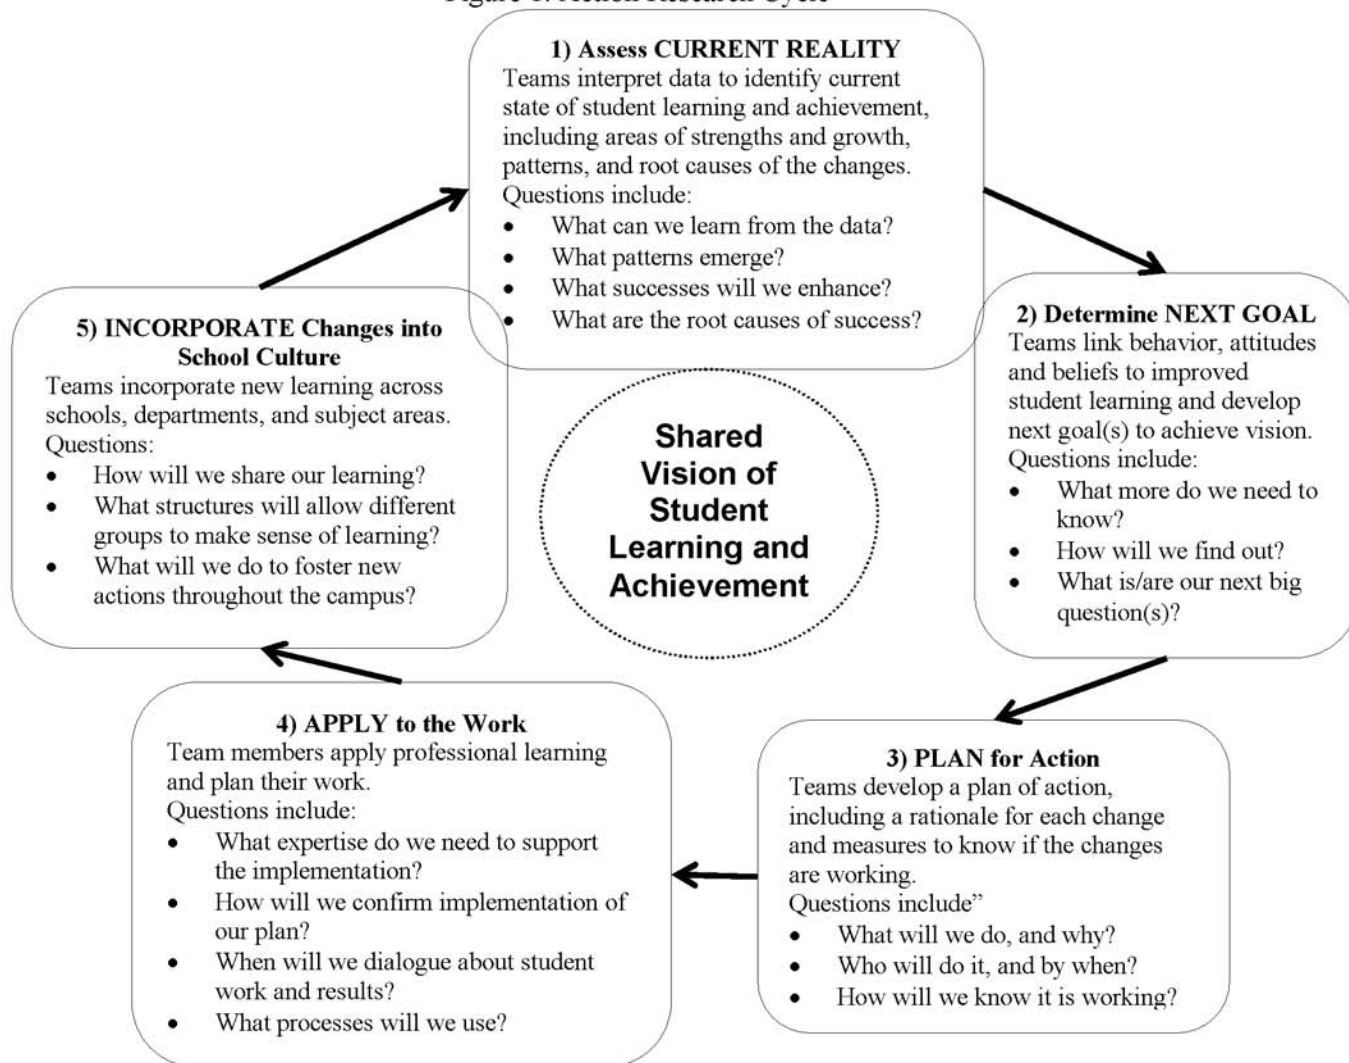 Figure 1. Action Research Cycle
1) Assess CURRENT REALITY
Teams interpret data to identify current
state of student learning and achievement,
including areas of strengths and growth,
patterns, and root causes of the changes.
Questions include:
• What can we learn from the data?
• What patterns emerge?
• What successes will we enhance?
• What are the root causes of success?
2) Determine NEXT GOAL
Teams link behavior, attitudes
and beliefs to improved
student learning and develop
next goal(s) to achieve vision.
Questions include:
• What more do we need to
know?
• How will we find out?
• What is/are our next big
question(s)?
3) PLAN for Action
Teams develop a plan of action,
including a rationale for each change
and measures to know if the changes
are working.
Questions include”
• What will we do, and why?
• Who will do it, and by when?
• How will we know it is working?
4) APPLY to the Work
Team members apply professional learning
and plan their work.
Questions include:
• What expertise do we need to support
the implementation?
• How will we confirm implementation of
our plan?
• When will we dialogue about student
work and results?
• What processes will we use?
5) INCORPORATE Changes into
School Culture
Teams incorporate new learning across
schools, departments, and subject areas.
Questions:
• How will we share our learning?
• What structures will allow different
groups to make sense of learning?
• What will we do to foster new
actions throughout the campus?
Shared
Vision of
Student
Learning and
Achievement